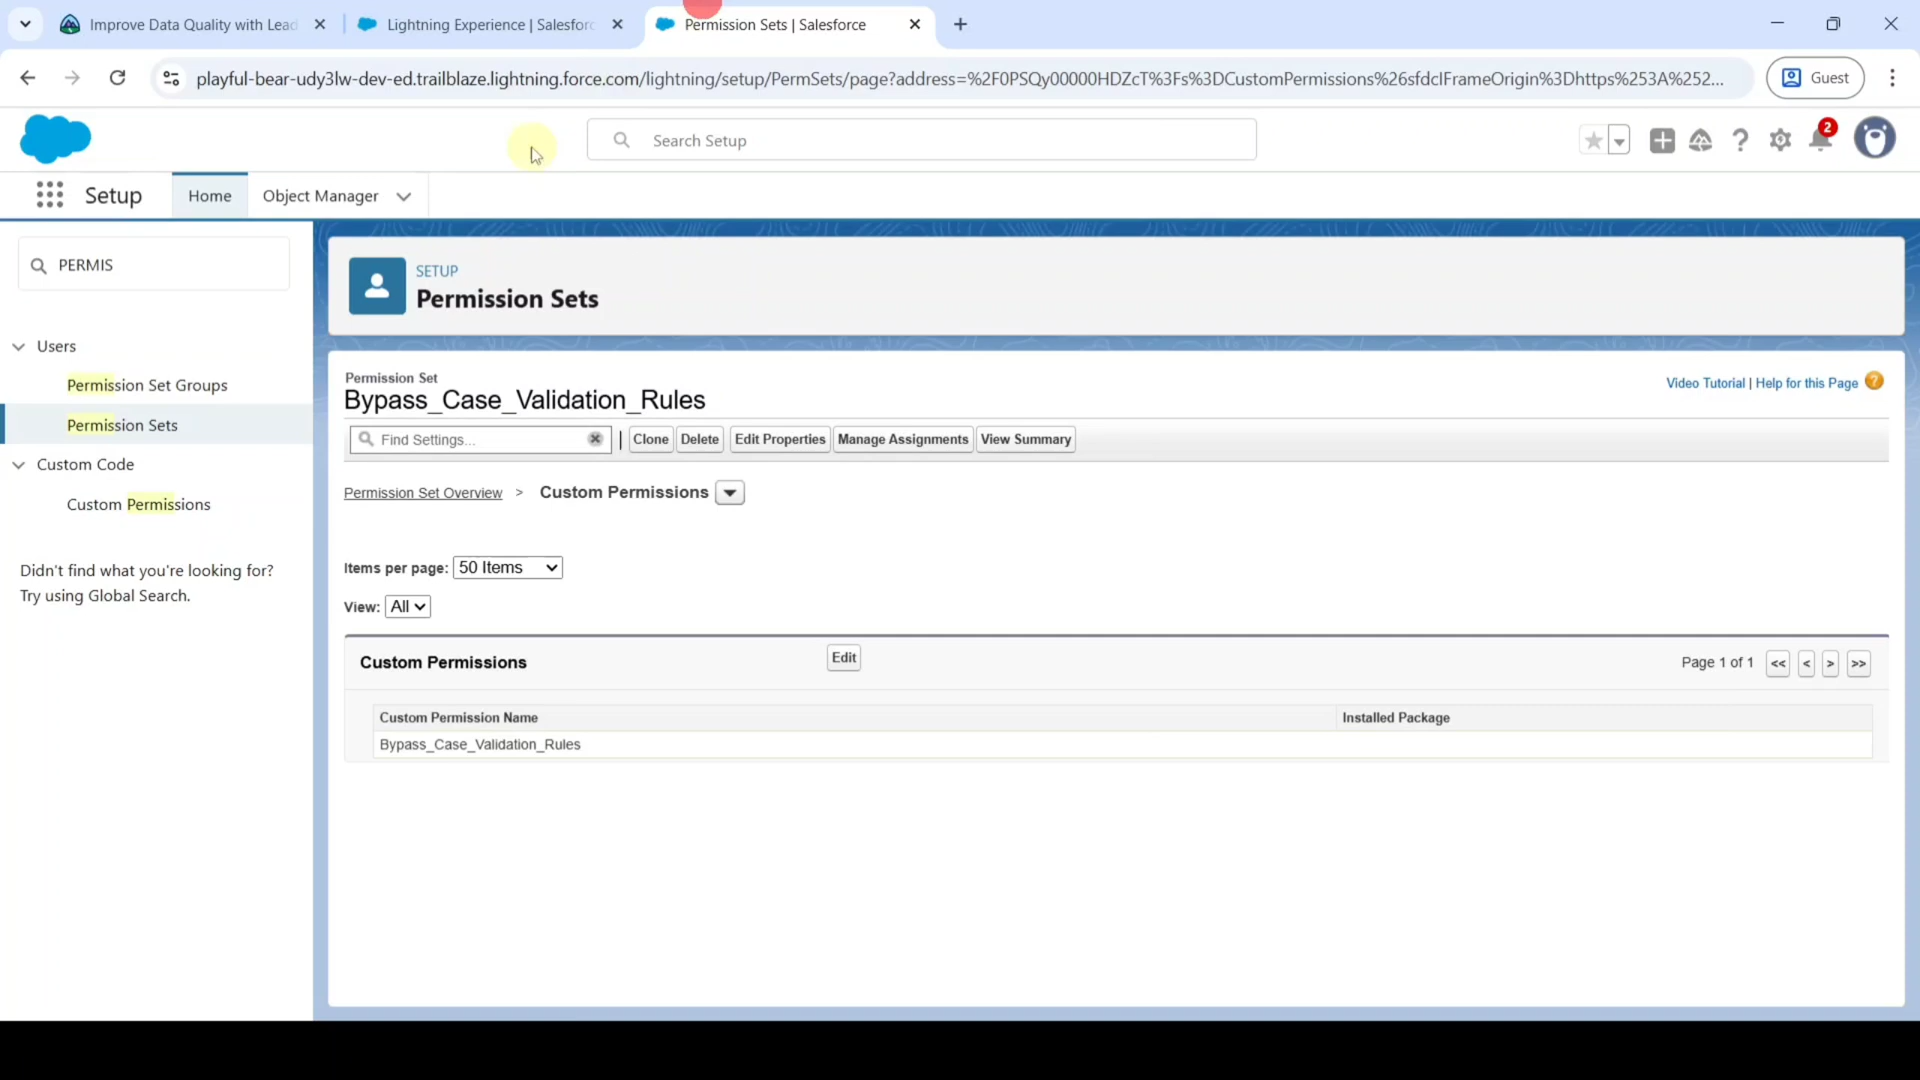 Improve Data Quality with Lead
Lightning Experience | Salesforc
Permission Sets | Salesforce
playful-bear-udy3lw-dev-ed.trailblaze.lightning.force.com/lightning/setup/PermSets/page?address=%2F0PSQy00000HDZcT%3Fs%3DCustomPermissions%26sfdcIFrameOrigin%3Dhttps%253A%252...
Guest
Search Setup
2
Setup
Home
Object Manager
PERMIS
Users
Permission Set Groups
Permission Sets
Custom Code
Custom Permissions
Didn't find what you're looking for?
Try using Global Search.
SETUP
Permission Sets
Permission Set
Bypass_Case_Validation_Rules
Video Tutorial | Help for this Page ?
Find Settings... | Clone Delete Edit Properties Manage Assignments View Summary
Permission Set Overview > Custom Permissions
Items per page: 50 Items
View: All
Custom Permissions Edit Page 1 of 1 << < > >>
Custom Permission Name Installed Package
Bypass_Case_Validation_Rules